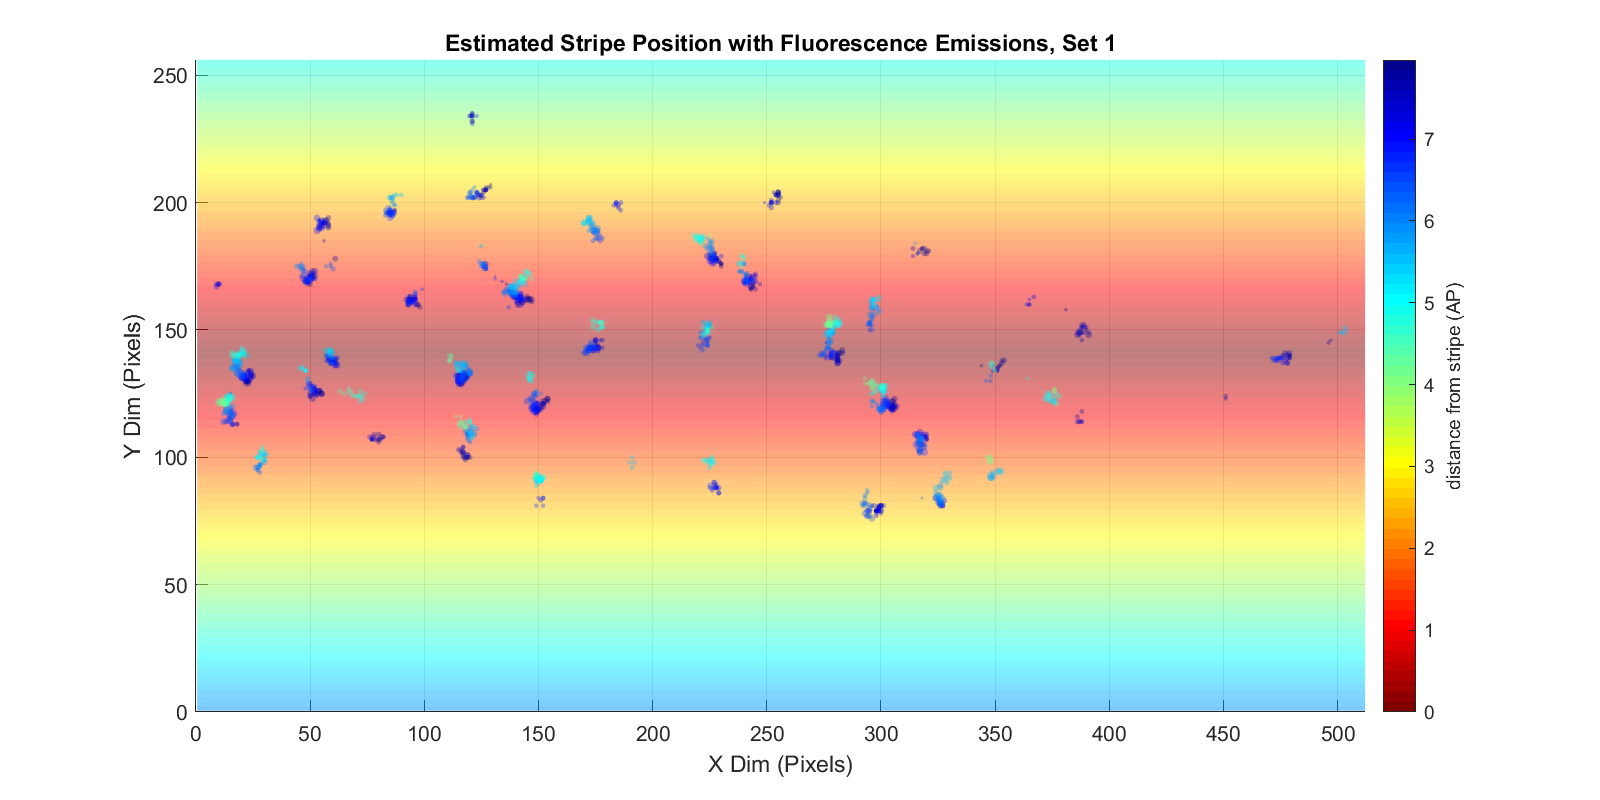 Estimated Stripe Position with Fluorescence Emissions, Set 1
250
200
150
100
50
0
Y Dim (Pixels)
0 50 100 150 200 250 300 350 400 450 500
X Dim (Pixels)
7
6
5
4
3
2
1
0
distance from stripe (AP)